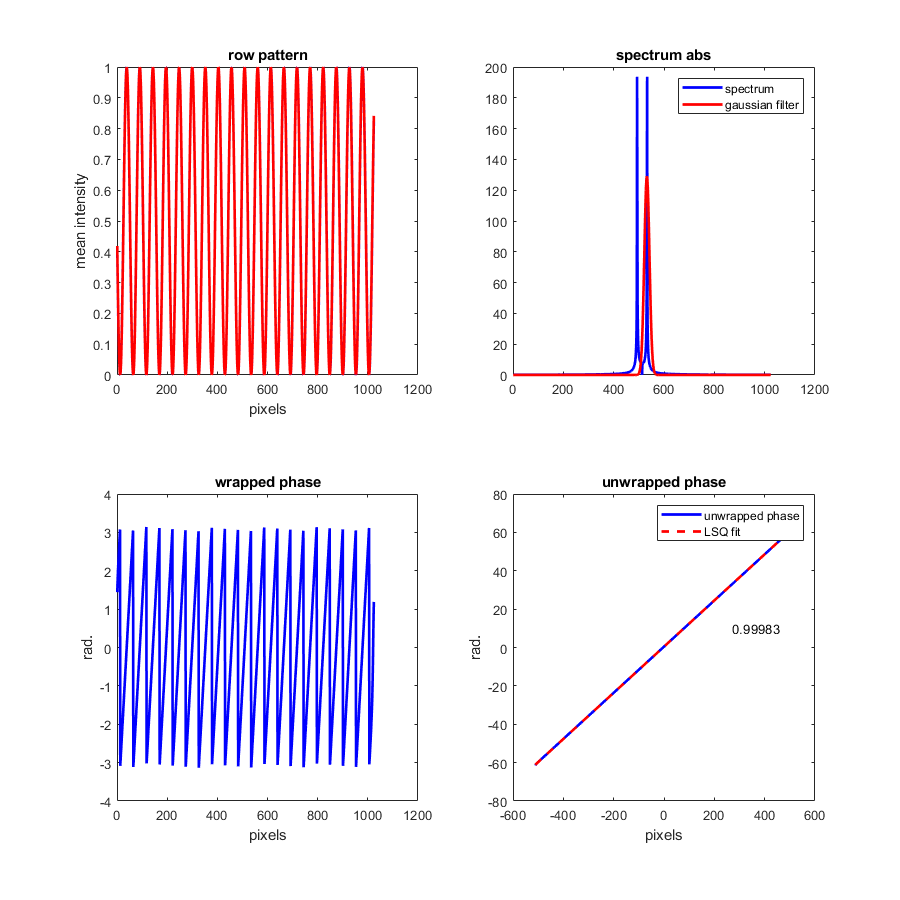 row pattern
1
0.9
0.8
0.7
0.6
0.5
0.4
0.3
0.2
0.1
0
mean intensity
0 200 400 600 800 1000 1200
pixels
spectrum abs
200
180
160
140
120
100
80
60
40
20
0
spectrum
gaussian filter
0 200 400 600 800 1000 1200
wrapped phase
4
3
2
1
0
-1
-2
-3
-4
rad.
0 200 400 600 800 1000 1200
pixels
unwrapped phase
80
60
40
20
0
-20
-40
-60
-80
rad.
unwrapped phase
LSQ fit
0.99983
-600 -400 -200 0 200 400 600
pixels